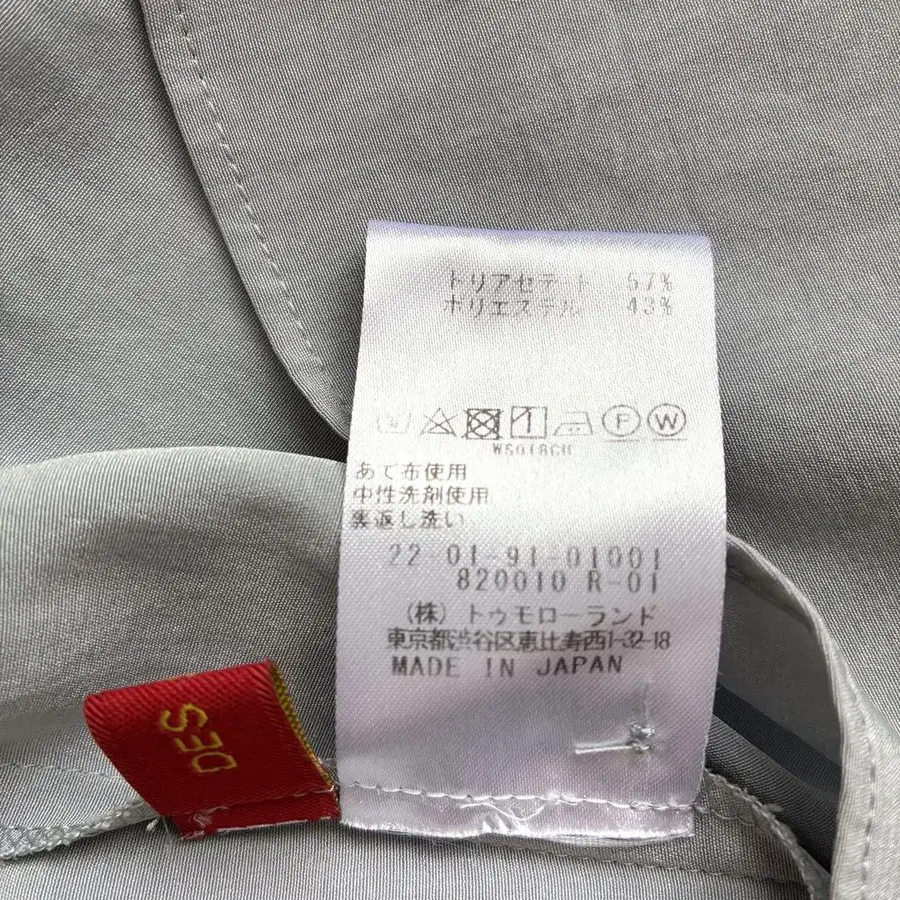 トリアセテート 57%
ポリエステル 43%
あて布使用
中性洗剤使用
裏返し洗い
22-01-91-01001
820010 R-01
(株) トゥモローランド
東京都渋谷区恵比寿西1-32-18
MADE IN JAPAN
DES